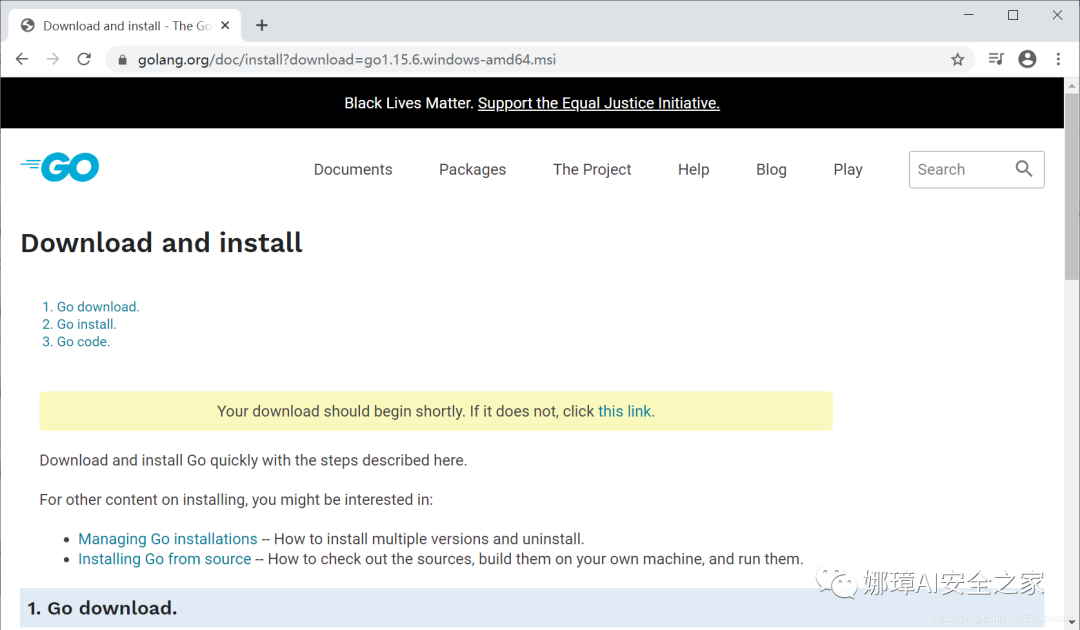 Download and install - The Go
golang.org/doc/install?download=go1.15.6.windows-amd64.msi
Black Lives Matter. Support the Equal Justice Initiative.
GO
Documents Packages The Project Help Blog Play Search
Download and install
1. Go download.
2. Go install.
3. Go code.
Your download should begin shortly. If it does not, click this link.
Download and install Go quickly with the steps described here.
For other content on installing, you might be interested in:
• Managing Go installations -- How to install multiple versions and uninstall.
• Installing Go from source -- How to check out the sources, build them on your own machine, and run them.
娜璋AI安全之家
1. Go download.